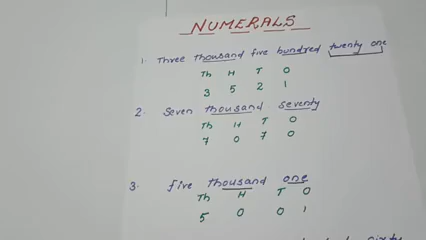 NUMERALS
1. Three thousand five hundred twenty one
Th H T O
3 5 2 1
2. Seven thousand seventy
Th H T O
7 0 7 0
3. Five thousand one
Th H T O
5 0 0 1